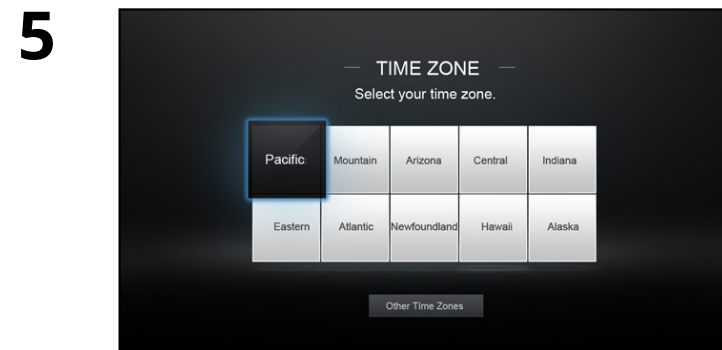 5
TIME ZONE
Select your time zone.
Pacific Mountain Arizona Central Indiana
Eastern Atlantic Newfoundland Hawaii Alaska
Other TIme Zones